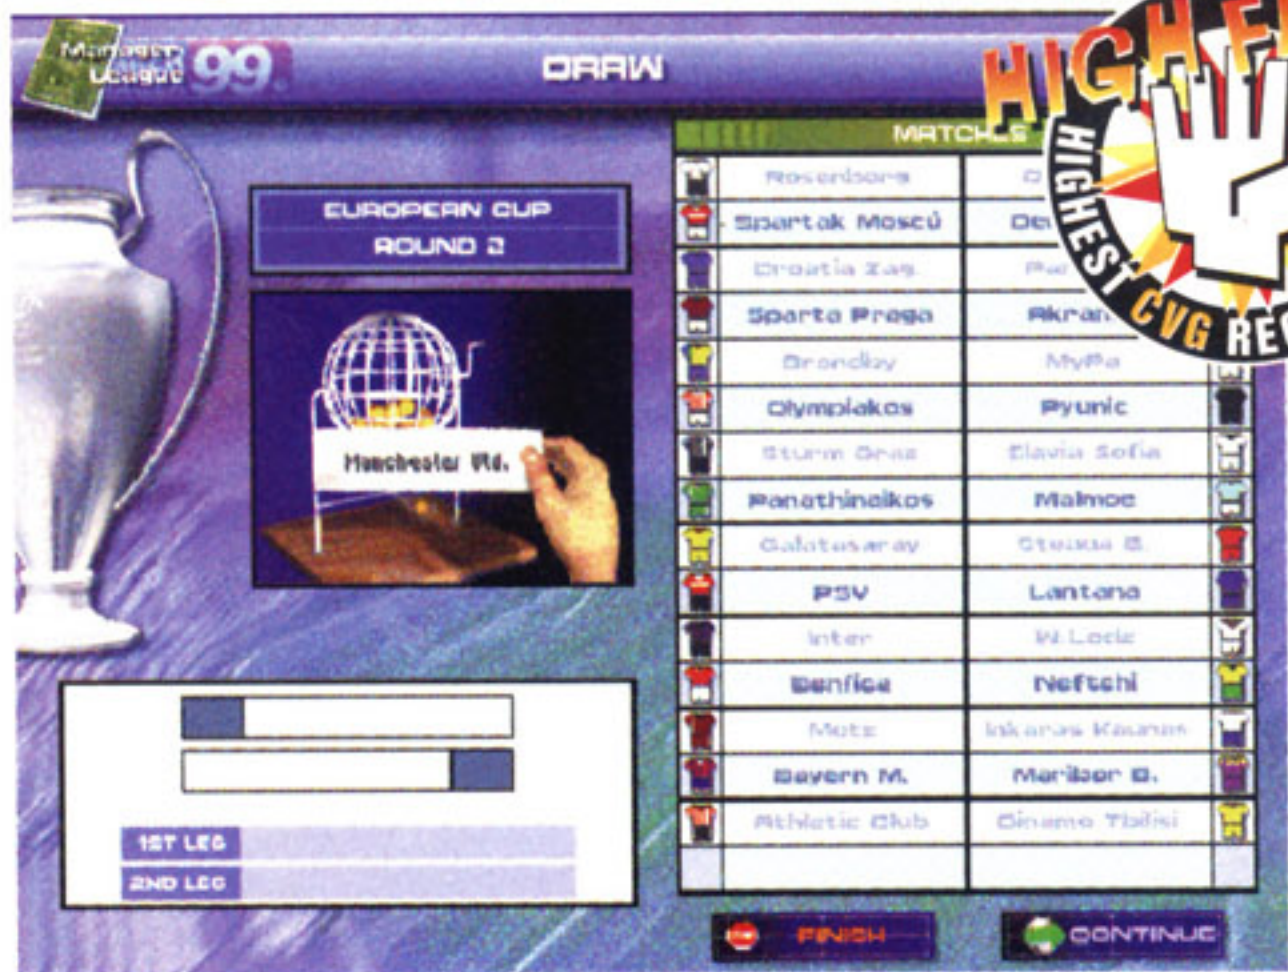 Manager
League 99
DRAW
HIGH
HIGHEST CVG
MATCHES
EUROPEAN CUP
ROUND 2
Manchester Utd.
Rosenborg
Spartak Moscú
Croatia Zag.
Sparta Praga
Brondby MyPa
Olympiakos Pyunic
Sturm Graz Slavia Sofia
Panathinaikos Malmoe
Galatasaray Steaua B.
PSV Lantana
Inter W.Lodz
Benfica Neftchi
Metz Inkaras Kaunas
Bayern M. Maribor B.
Athletic Club Dinamo Tbilisi
1ST LEG
2ND LEG
FINISH
CONTINUE